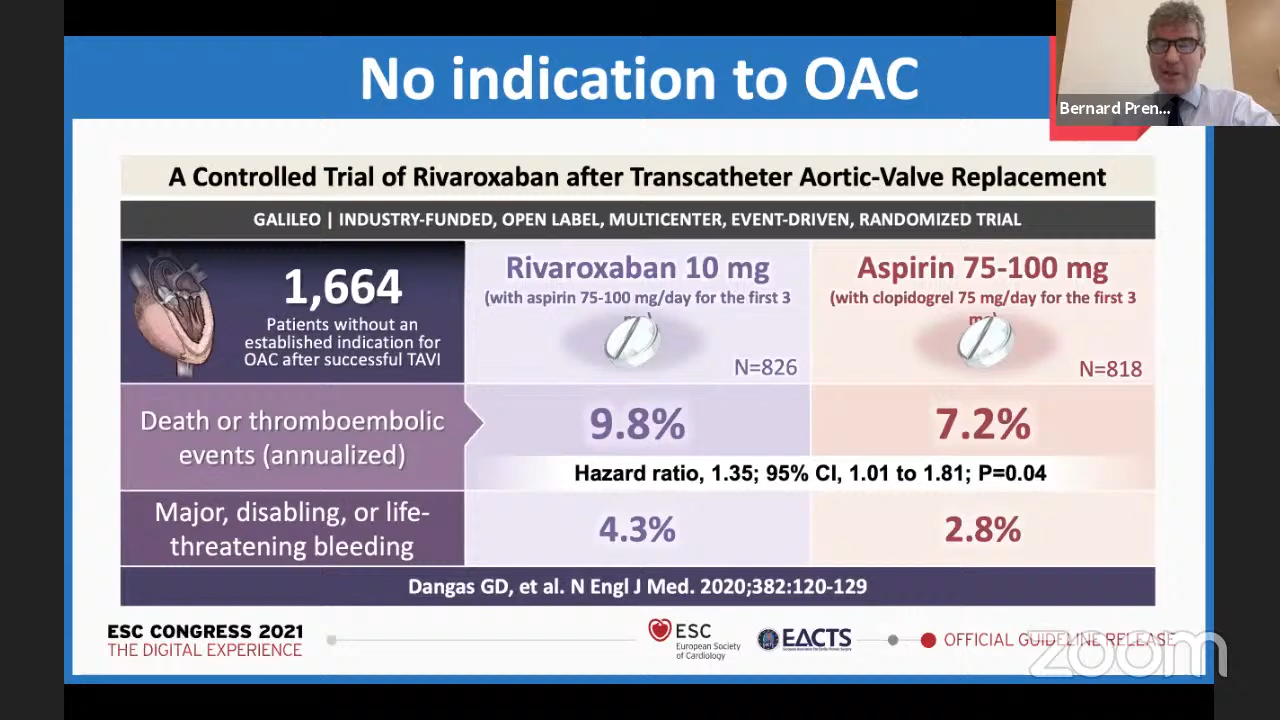 No indication to OAC
Bernard Pren...
A Controlled Trial of Rivaroxaban after Transcatheter Aortic-Valve Replacement
GALILEO | INDUSTRY-FUNDED, OPEN LABEL, MULTICENTER, EVENT-DRIVEN, RANDOMIZED TRIAL
1,664
Patients without an
established indication for
OAC after successful TAVI
Rivaroxaban 10 mg
(with aspirin 75-100 mg/day for the first 3
N=826
Aspirin 75-100 mg
(with clopidogrel 75 mg/day for the first 3
N=818
Death or thromboembolic
events (annualized)
9.8%
7.2%
Hazard ratio, 1.35; 95% CI, 1.01 to 1.81; P=0.04
Major, disabling, or life-
threatening bleeding
4.3%
2.8%
Dangas GD, et al. N Engl J Med. 2020;382:120-129
ESC CONGRESS 2021
THE DIGITAL EXPERIENCE
ESC
European Society
of Cardiology
EACTS
OFFICIAL GUIDELINE RELEASE
zoom